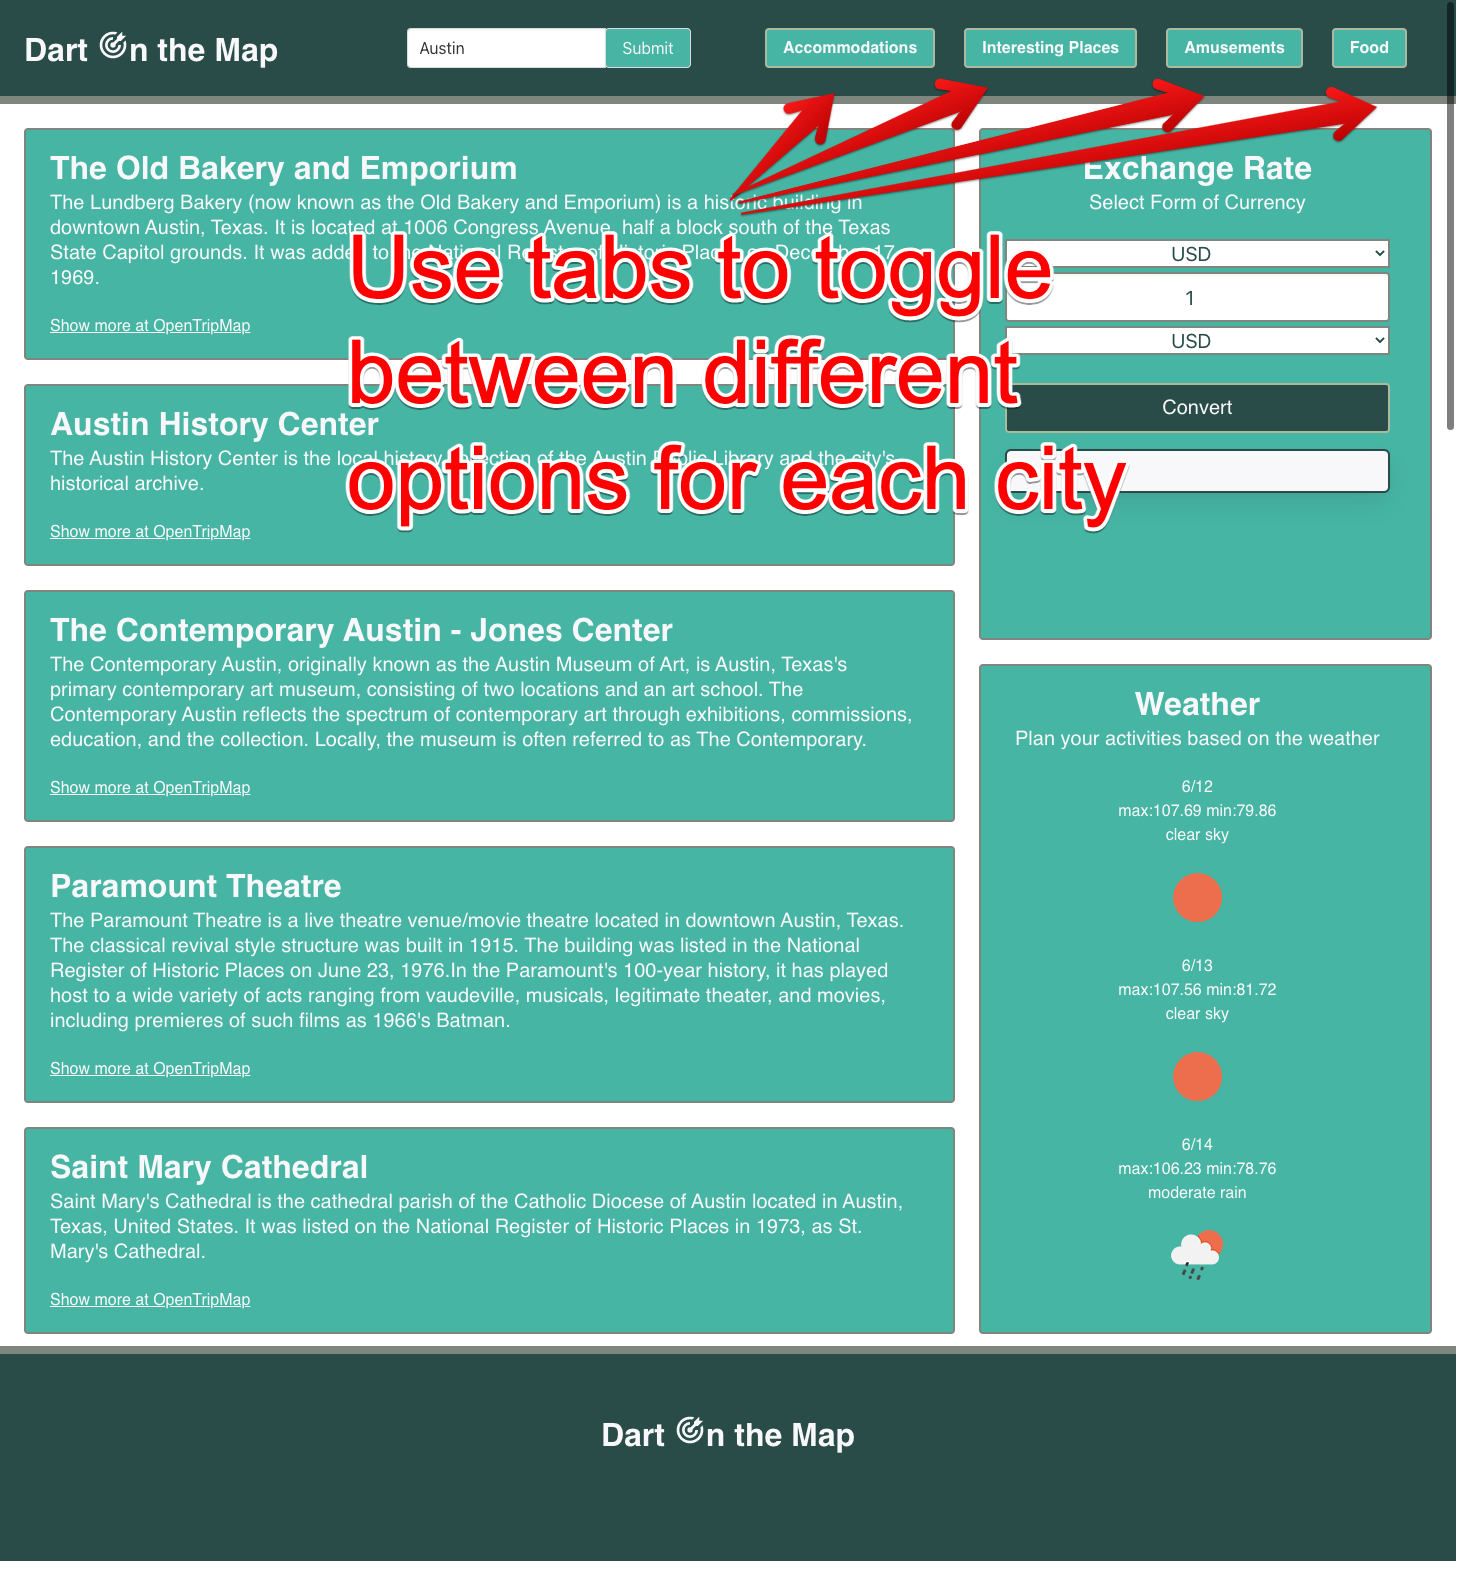 Dart On the Map
Austin
Submit
Accommodations
Interesting Places
Amusements
Food
The Old Bakery and Emporium
The Lundberg Bakery (now known as the Old Bakery and Emporium) is a historic building in
downtown Austin, Texas. It is located at 1006 Congress Avenue, half a block south of the Texas
State Capitol grounds. It was added to the National Register of Historic Places on December 17,
1969.
Show more at OpenTripMap
Use tabs to toggle
between different
options for each city
Austin History Center
The Austin History Center is the local history collection of the Austin Public Library and the city's
historical archive.
Show more at OpenTripMap
The Contemporary Austin - Jones Center
The Contemporary Austin, originally known as the Austin Museum of Art, is Austin, Texas's
primary contemporary art museum, consisting of two locations and an art school. The
Contemporary Austin reflects the spectrum of contemporary art through exhibitions, commissions,
education, and the collection. Locally, the museum is often referred to as The Contemporary.
Show more at OpenTripMap
Paramount Theatre
The Paramount Theatre is a live theatre venue/movie theatre located in downtown Austin, Texas.
The classical revival style structure was built in 1915. The building was listed in the National
Register of Historic Places on June 23, 1976.In the Paramount's 100-year history, it has played
host to a wide variety of acts ranging from vaudeville, musicals, legitimate theater, and movies,
including premieres of such films as 1966's Batman.
Show more at OpenTripMap
Saint Mary Cathedral
Saint Mary's Cathedral is the cathedral parish of the Catholic Diocese of Austin located in Austin,
Texas, United States. It was listed on the National Register of Historic Places in 1973, as St.
Mary's Cathedral.
Show more at OpenTripMap
Exchange Rate
Select Form of Currency
USD
1
USD
Convert
Weather
Plan your activities based on the weather
6/12
max:107.69 min:79.86
clear sky
6/13
max:107.56 min:81.72
clear sky
6/14
max:106.23 min:78.76
moderate rain
Dart On the Map